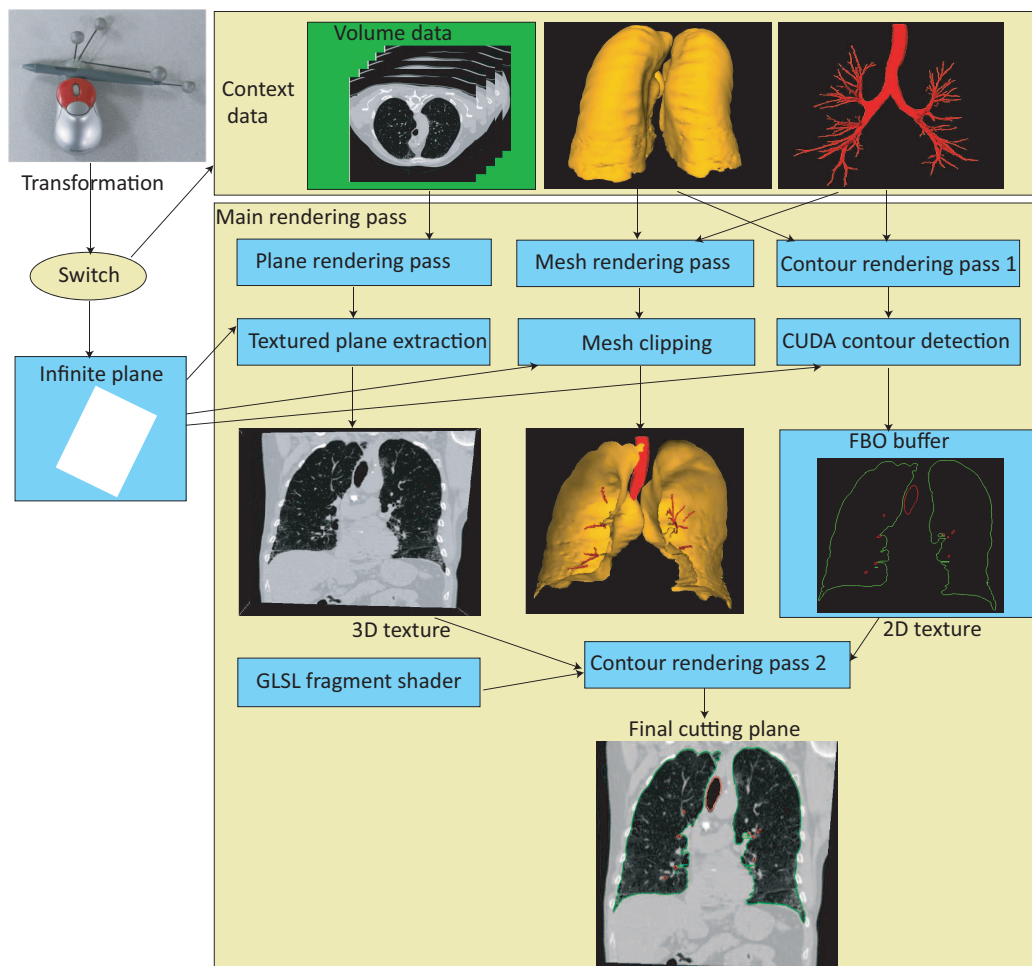 Volume data
Context
data
Transformation
Main rendering pass
Switch
Plane rendering pass
Mesh rendering pass
Contour rendering pass 1
Textured plane extraction
Mesh clipping
CUDA contour detection
Infinite plane
FBO buffer
3D texture
2D texture
GLSL fragment shader
Contour rendering pass 2
Final cutting plane